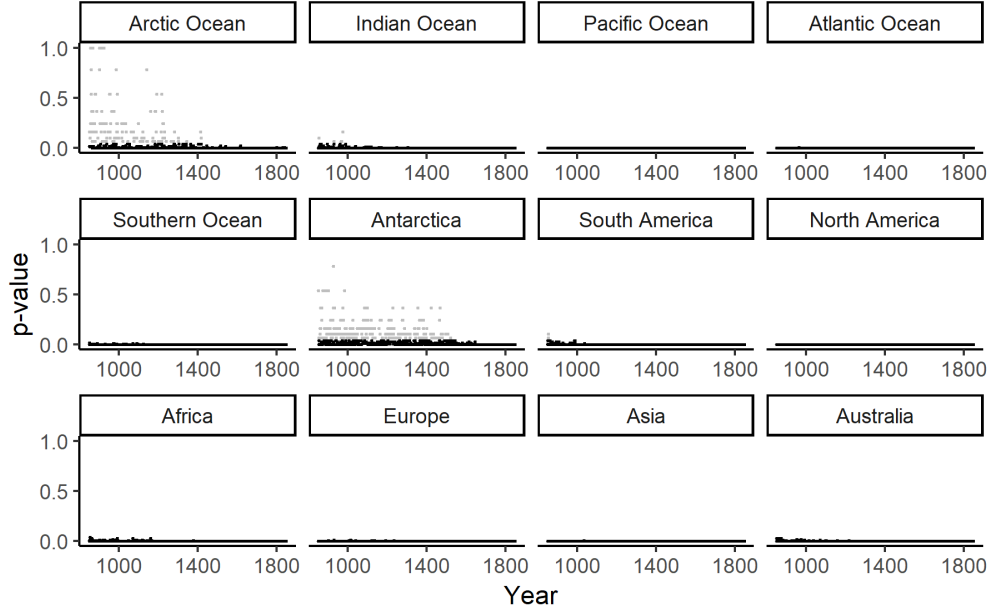 Arctic Ocean Indian Ocean Pacific Ocean Atlantic Ocean
1.0
0.5
0.0
1000 1400 1800 1000 1400 1800 1000 1400 1800 1000 1400 1800
Southern Ocean Antarctica South America North America
1.0
0.5
0.0
1000 1400 1800 1000 1400 1800 1000 1400 1800 1000 1400 1800
p-value
Africa Europe Asia Australia
1.0
0.5
0.0
1000 1400 1800 1000 1400 1800 1000 1400 1800 1000 1400 1800
Year